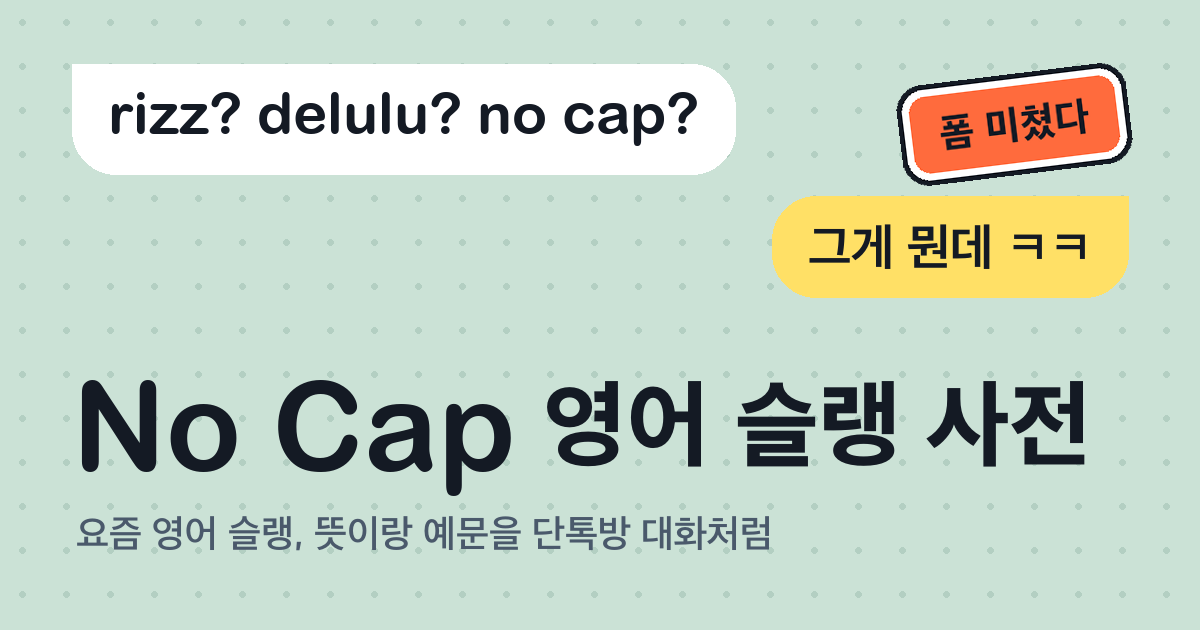 rizz? delulu? no cap?
폼 미쳤다
그게 뭔데 ㅋㅋ
No Cap 영어 슬랭 사전
요즘 영어 슬랭, 뜻이랑 예문을 단톡방 대화처럼